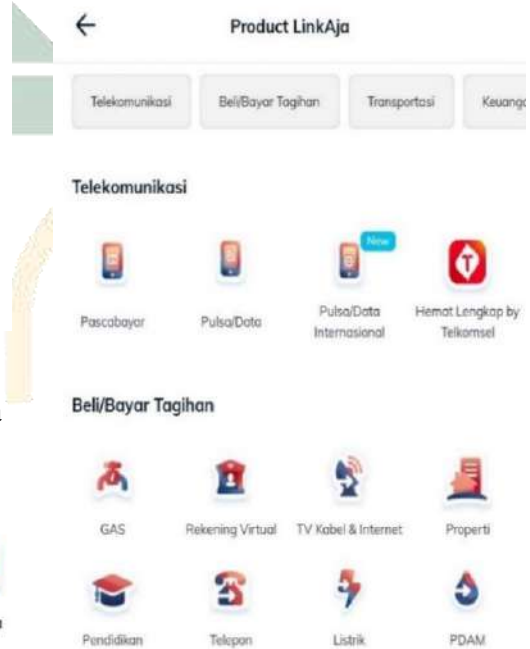 Product LinkAja
Telekomunikasi Beli/Bayar Tagihan Transportasi
Telekomunikasi
New
Pascabayar Pulsa/Data Pulsa/Data Internasional Hemat Lengkap by Telkomsel
Beli/Bayar Tagihan
GAS Rekening Virtual TV Kabel & Internet Properti
Pendidikan Telepon Listrik PDAM